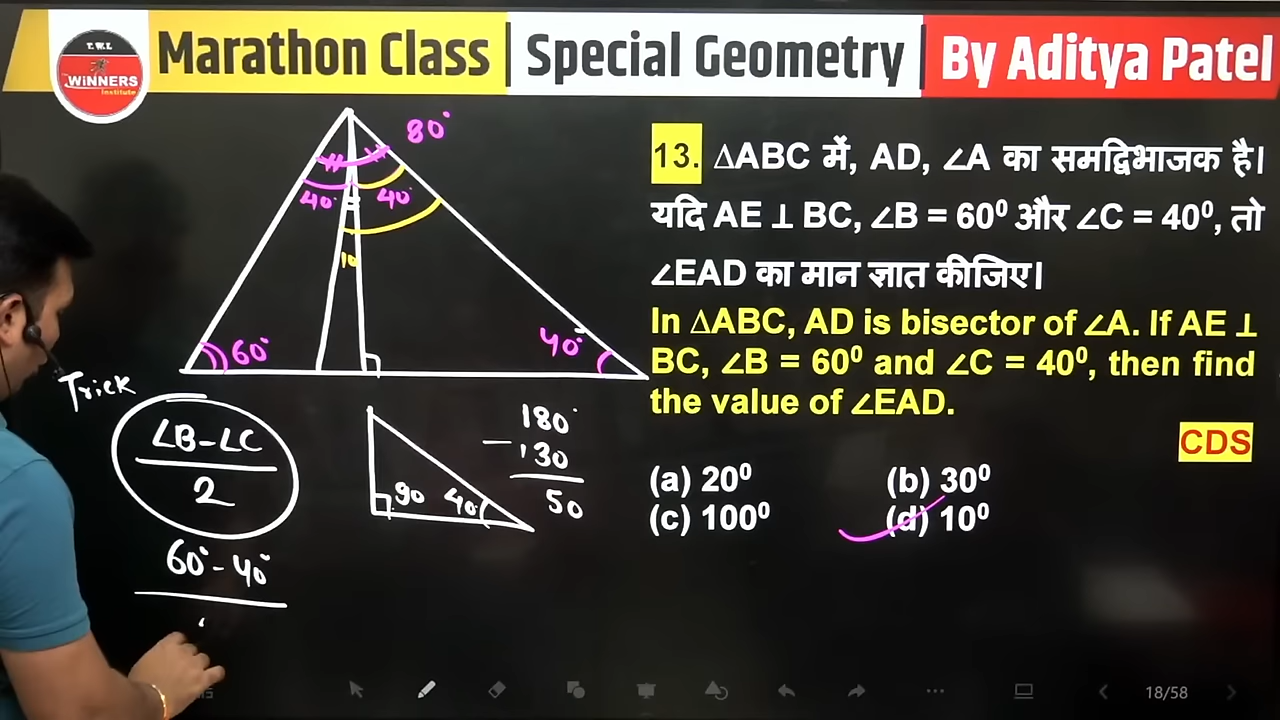 T.W.I.
WINNERS
Institute
Marathon Class | Special Geometry | By Aditya Patel
80°
40° 40°
10
60° 40°
13. ΔABC में, AD, ∠A का समद्विभाजक है।
यदि AE ⊥ BC, ∠B = 60⁰ और ∠C = 40⁰, तो
∠EAD का मान ज्ञात कीजिए।
In ΔABC, AD is bisector of ∠A. If AE ⊥
BC, ∠B = 60⁰ and ∠C = 40⁰, then find
the value of ∠EAD.
CDS
(a) 20⁰ (b) 30⁰
(c) 100⁰ (d) 10⁰
Trick
∠B-∠C
2
60°-40°
90 40°
180°
- 130
50
18/58